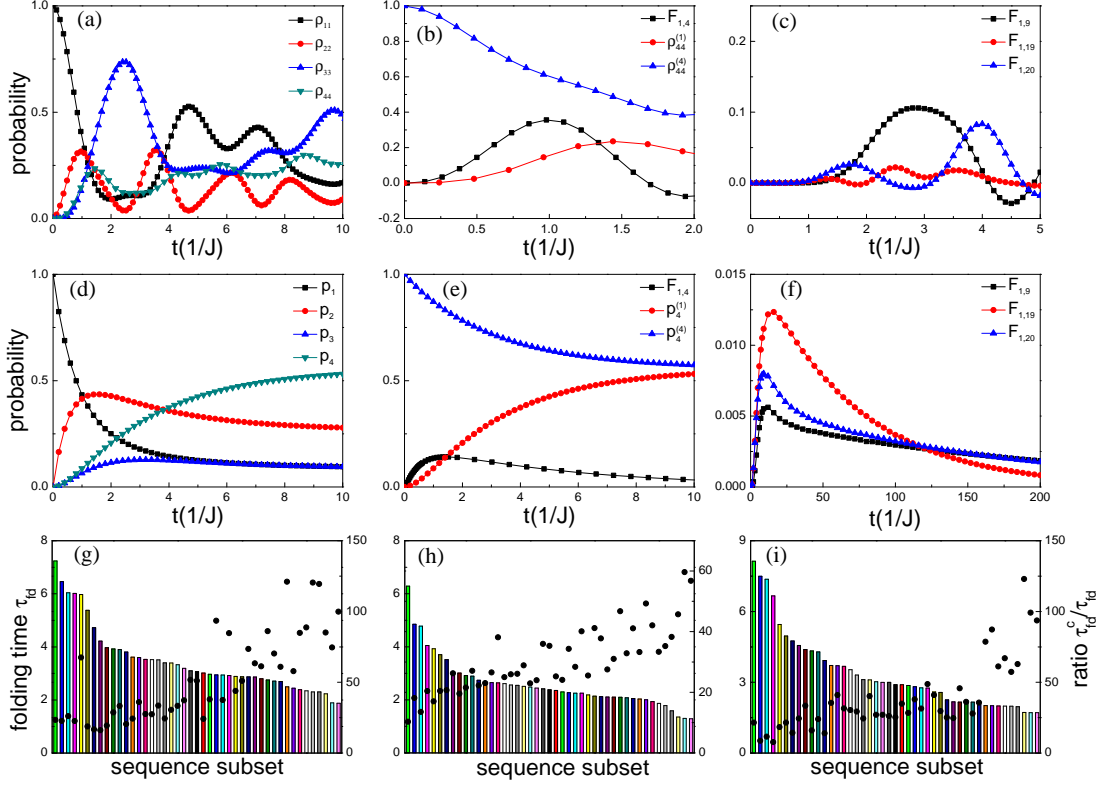 (a)
ρ11
ρ22
ρ33
ρ44
1.0
0.5
0.0
0 2 4 6 8 10
probability
t(1/J)
(b)
F1,4
ρ44(1)
ρ44(4)
1.0
0.8
0.6
0.4
0.2
0.0
-0.2
0.0 0.5 1.0 1.5 2.0
t(1/J)
(c)
F1,9
F1,19
F1,20
0.2
0.1
0.0
0 1 2 3 4 5
t(1/J)
(d)
p1
p2
p3
p4
1.0
0.5
0.0
0 2 4 6 8 10
probability
t(1/J)
(e)
F1,4
p4(1)
p4(4)
1.0
0.5
0.0
0 2 4 6 8 10
t(1/J)
(f)
F1,9
F1,19
F1,20
0.015
0.010
0.005
0.000
0 50 100 150 200
t(1/J)
(g)
8
6
4
2
0
150
100
50
0
folding time τfd
sequence subset
(h)
8
6
4
2
0
60
40
20
0
sequence subset
(i)
9
6
3
0
150
100
50
0
ratio τfd^c/τfd
sequence subset